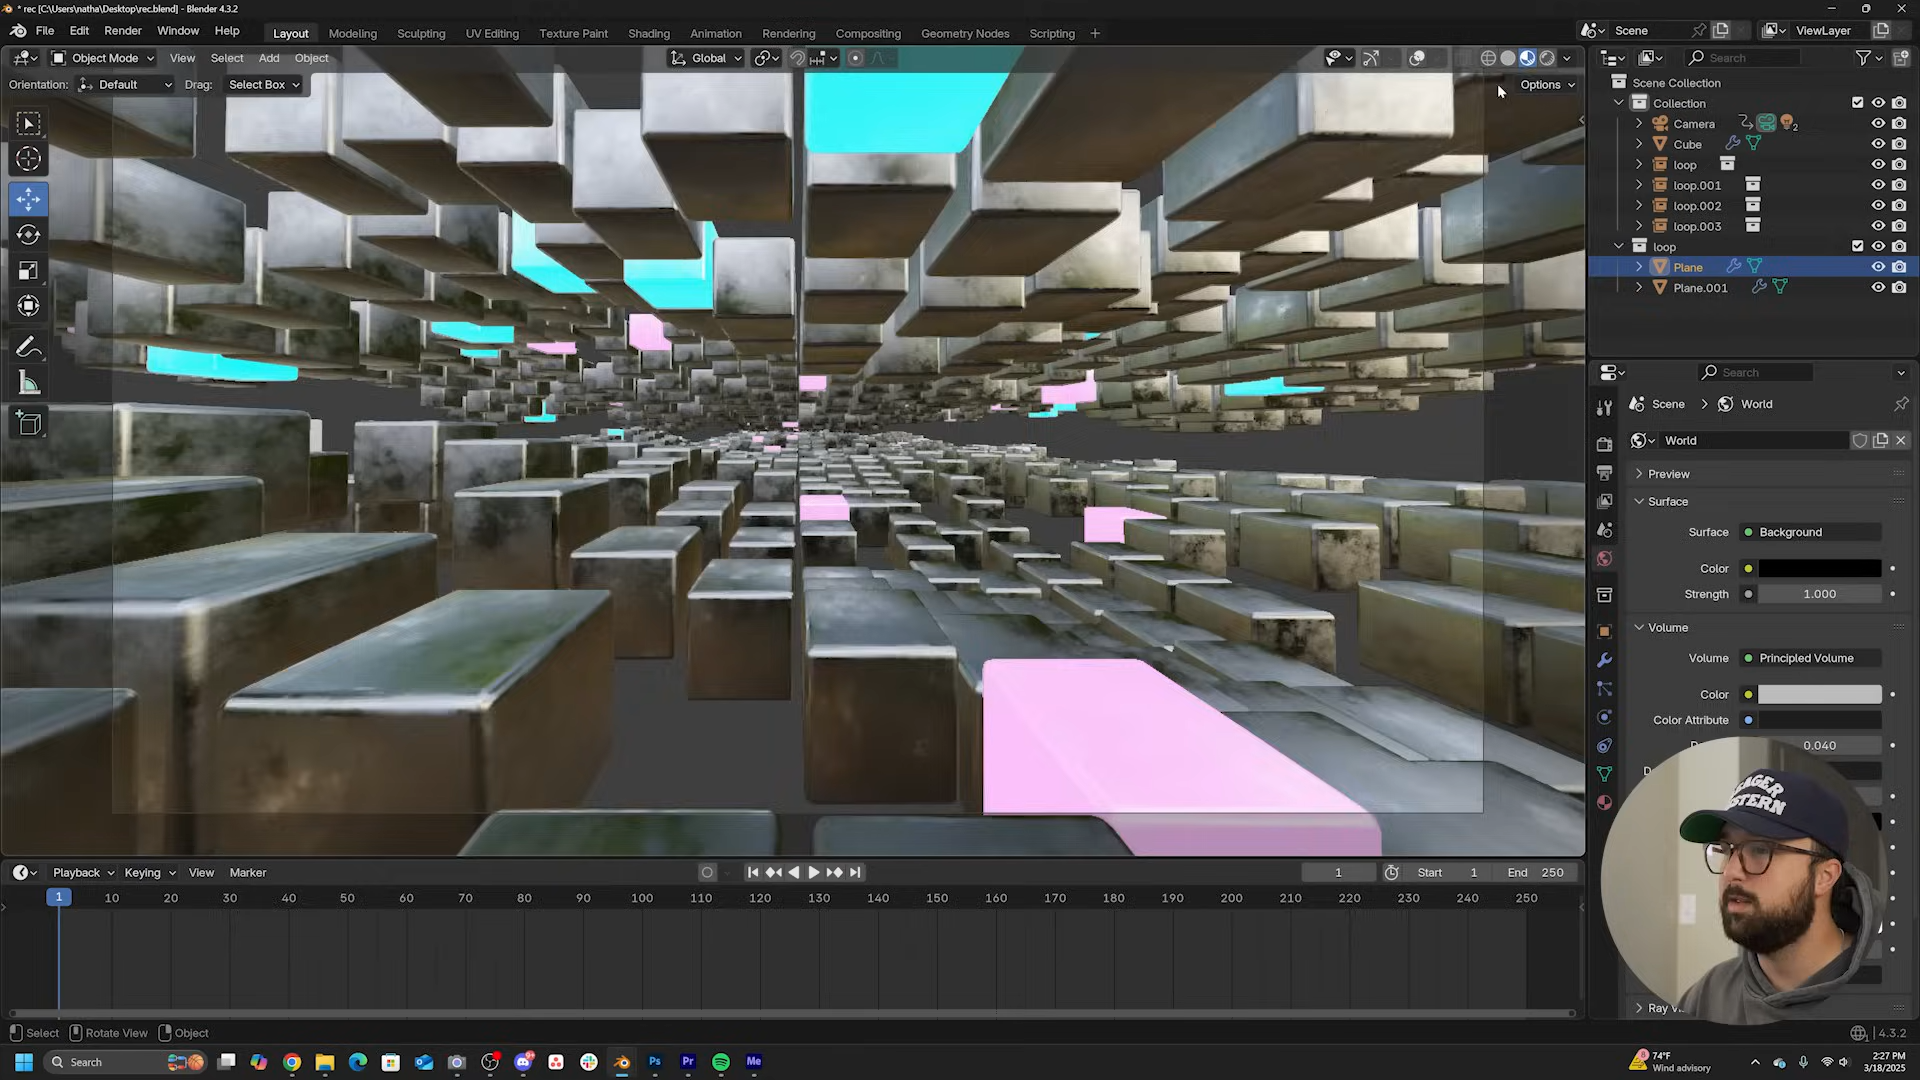 * rec [C:\Users\natha\Desktop\rec.blend] - Blender 4.3.2
File Edit Render Window Help
Layout Modeling Sculpting UV Editing Texture Paint Shading Animation Rendering Compositing Geometry Nodes Scripting +
Scene ViewLayer
Object Mode View Select Add Object Global
Search
Orientation: Default Drag: Select Box Options
Scene Collection
Collection
Camera 2
Cube
loop
loop.001
loop.002
loop.003
loop
Plane
Plane.001
Search
Scene > World
World
Preview
Surface
Surface Background
Color
Strength 1.000
Volume
Volume Principled Volume
Color
Color Attribute
0.040
EAGER
STERN
Playback Keying View Marker 1 Start 1 End 250
1 10 20 30 40 50 60 70 80 90 100 110 120 130 140 150 160 170 180 190 200 210 220 230 240 250
Select Rotate View Object
4.3.2
Search
Ps Pr Me
74°F
Wind advisory
2:27 PM
3/18/2025